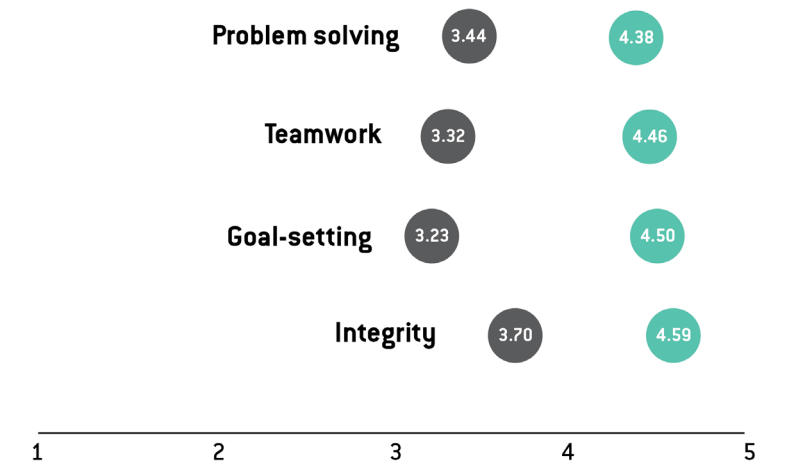 Problem solving 3.44 4.38
Teamwork 3.32 4.46
Goal-setting 3.23 4.50
Integrity 3.70 4.59
1 2 3 4 5